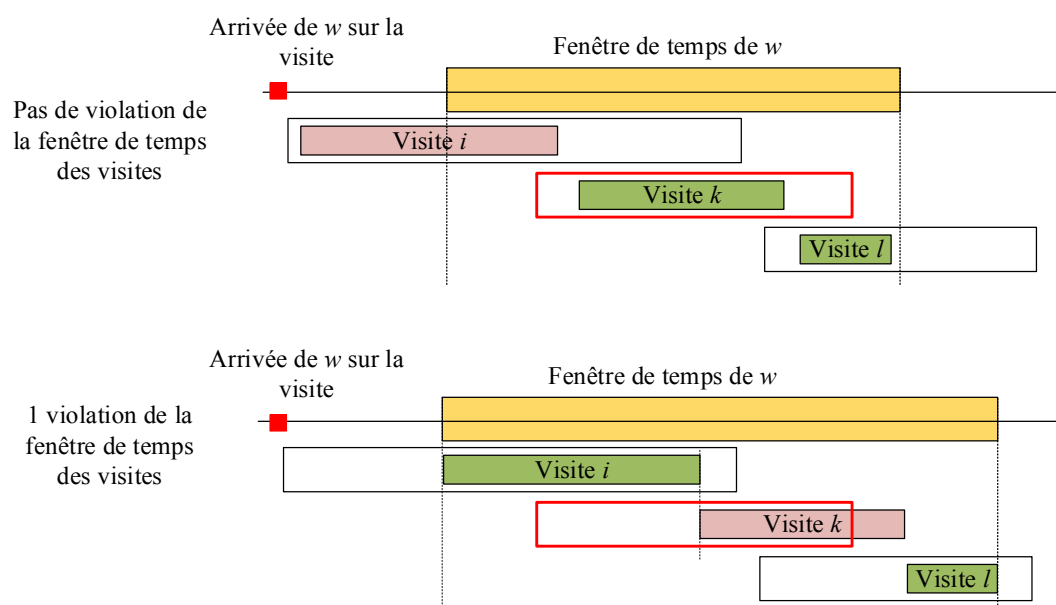 Arrivée de w sur la
visite
Fenêtre de temps de w
Pas de violation de
la fenêtre de temps
des visites
Visite i
Visite k
Visite l
Arrivée de w sur la
visite
Fenêtre de temps de w
1 violation de la
fenêtre de temps
des visites
Visite i
Visite k
Visite l